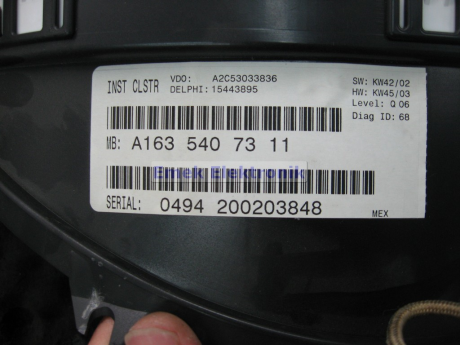 INST CLSTR
VDO: A2C53033836
DELPHI: 15443895
SW: KW42/02
HW: KW45/03
Level: Q 06
Diag ID: 68
MB: A163 540 73 11
Emek Elektronik
SERIAL: 0494 200203848
MEX